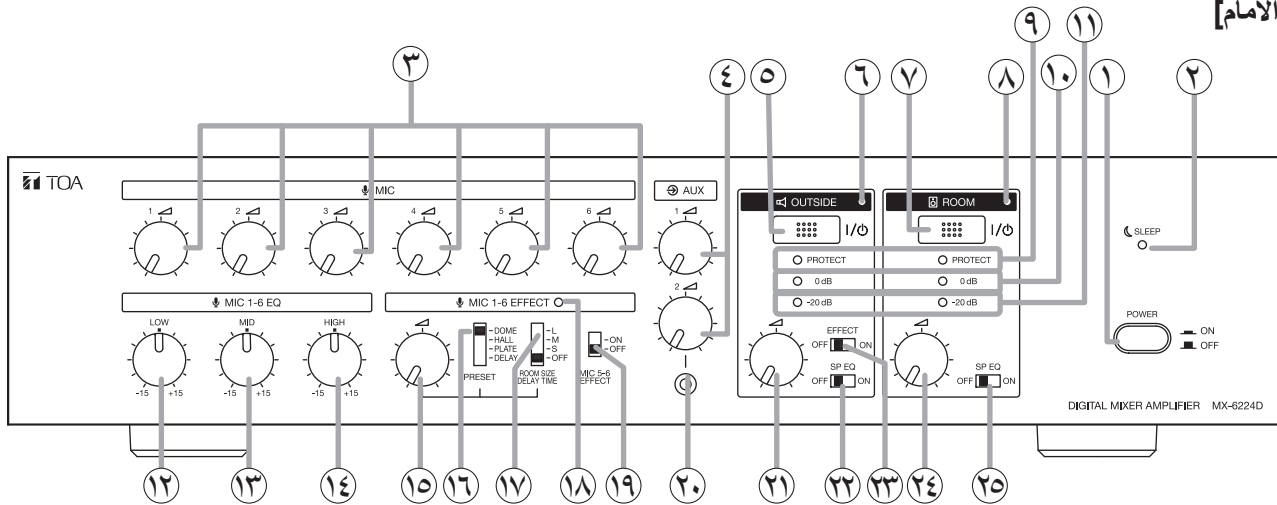 الامام]
٩ ١١
٣ ٤ ٥ ٦ ٧ ٨ ١٠ ١ ٢
TOA
MIC
AUX
OUTSIDE
ROOM
1 2 3 4 5 6
1
I/⏻
I/⏻
SLEEP
PROTECT PROTECT
0 dB 0 dB
-20 dB -20 dB
2
MIC 1-6 EQ
MIC 1-6 EFFECT
LOW MID HIGH
-15 +15 -15 +15 -15 +15
DOME
HALL
PLATE
DELAY
PRESET
L
M
S
OFF
ROOM SIZE
DELAY TIME
ON
OFF
MIC 5-6
EFFECT
EFFECT
OFF ON
SP EQ
OFF ON
SP EQ
OFF ON
POWER
ON
OFF
DIGITAL MIXER AMPLIFIER MX-6224D
١٢ ١٣ ١٤ ١٥ ١٦ ١٧ ١٨ ١٩ ٢٠ ٢١ ٢٢ ٢٣ ٢٤ ٢٥